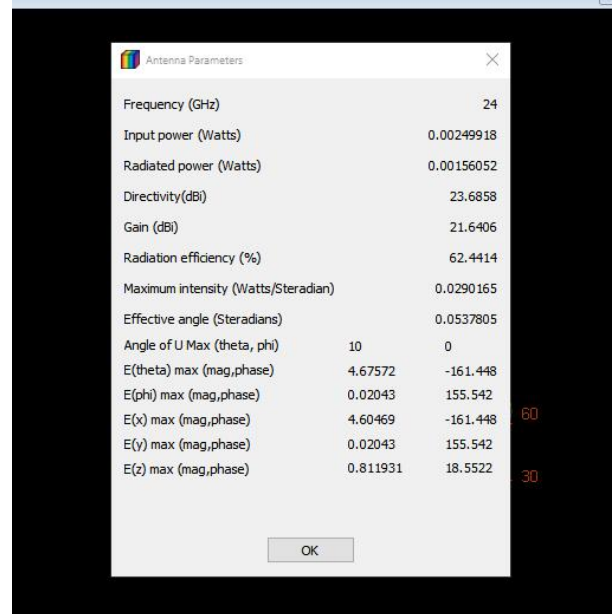 Antenna Parameters
Frequency (GHz) 24
Input power (Watts) 0.00249918
Radiated power (Watts) 0.00156052
Directivity(dBi) 23.6858
Gain (dBi) 21.6406
Radiation efficiency (%) 62.4414
Maximum intensity (Watts/Steradian) 0.0290165
Effective angle (Steradians) 0.0537805
Angle of U Max (theta, phi) 10 0
E(theta) max (mag,phase) 4.67572 -161.448
E(phi) max (mag,phase) 0.02043 155.542
E(x) max (mag,phase) 4.60469 -161.448
E(y) max (mag,phase) 0.02043 155.542
E(z) max (mag,phase) 0.811931 18.5522
60
30
OK